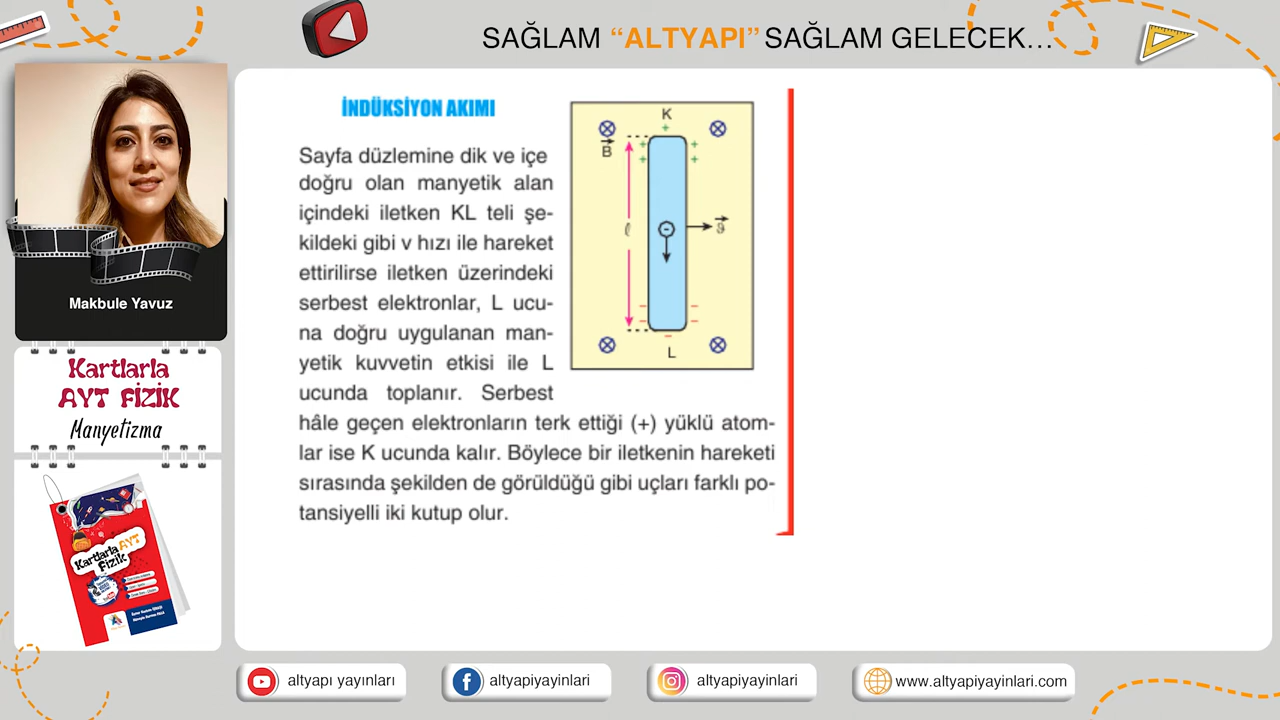 SAĞLAM “ALTYAPI” SAĞLAM GELECEK...
Makbule Yavuz
Kartlarla
AYT FİZİK
Manyetizma
Kartlarla AYT
Fizik
İNDÜKSİYON AKIMI
Sayfa düzlemine dik ve içe
doğru olan manyetik alan
içindeki iletken KL teli şe-
kildeki gibi v hızı ile hareket
ettirilirse iletken üzerindeki
serbest elektronlar, L ucu-
na doğru uygulanan man-
yetik kuvvetin etkisi ile L
ucunda toplanır. Serbest
hâle geçen elektronların terk ettiği (+) yüklü atom-
lar ise K ucunda kalır. Böylece bir iletkenin hareketi
sırasında şekilden de görüldüğü gibi uçları farklı po-
tansiyelli iki kutup olur.
K
B
ℓ
ϑ
L
altyapı yayınları
altyapiyayinlari
altyapiyayinlari
www.altyapiyayinlari.com